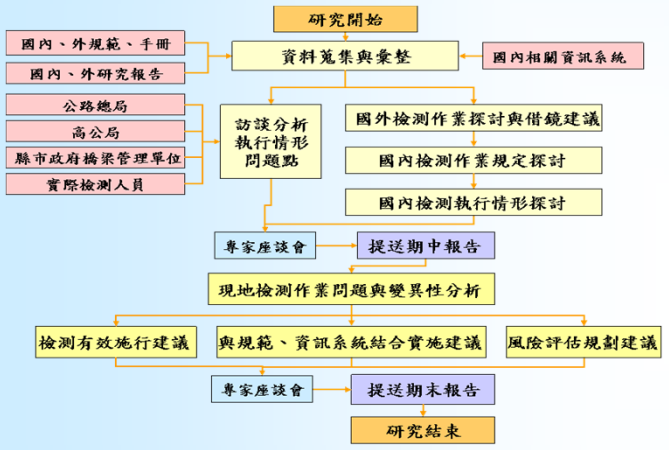 研究開始
國內、外規範、手冊
資料蒐集與彙整
國內相關資訊系統
國內、外研究報告
公路總局
高公局
縣市政府橋梁管理單位
實際檢測人員
訪談分析
執行情形
問題點
國外檢測作業探討與借鏡建議
國內檢測作業規定探討
國內檢測執行情形探討
專家座談會
提送期中報告
現地檢測作業問題與變異性分析
檢測有效施行建議
與規範、資訊系統結合實施建議
風險評估規劃建議
專家座談會
提送期末報告
研究結束